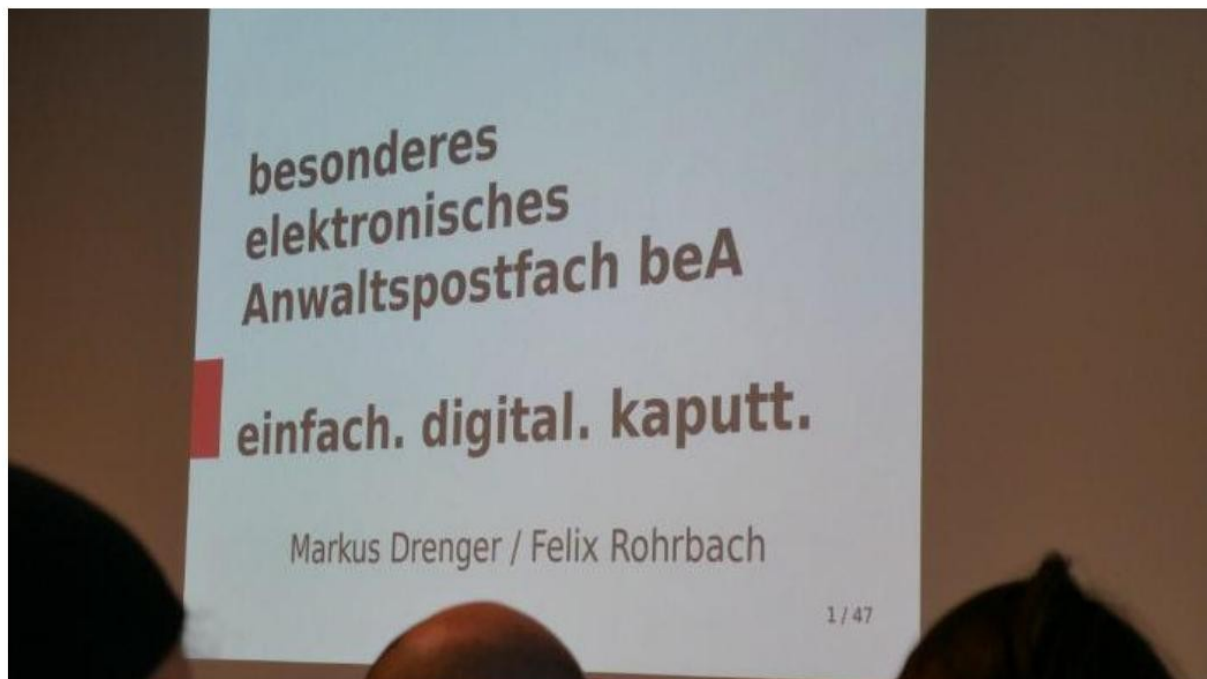 besonderes
elektronisches
Anwaltspostfach beA
einfach. digital. kaputt.
Markus Drenger / Felix Rohrbach
1 / 47